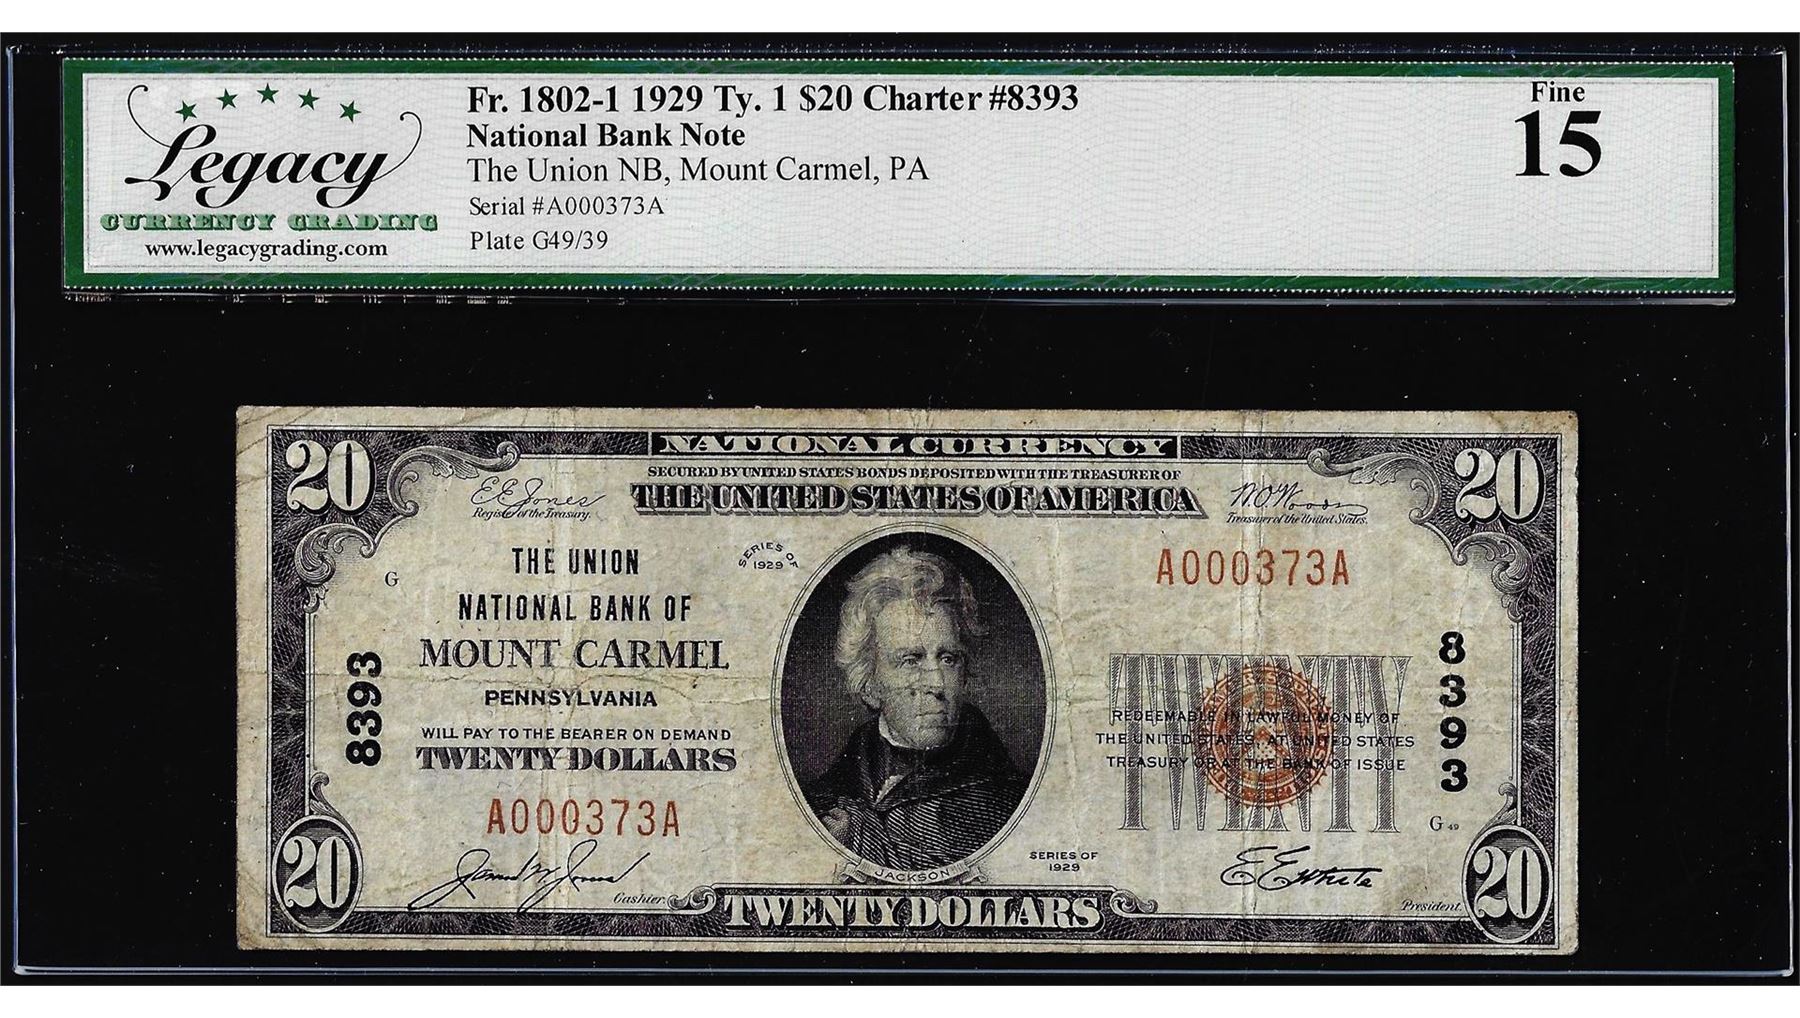 Legacy
CURRENCY GRADING
www.legacygrading.com
Fr. 1802-1 1929 Ty. 1 $20 Charter #8393
National Bank Note
The Union NB, Mount Carmel, PA
Serial #A000373A
Plate G49/39
Fine
15
20
NATIONAL CURRENCY
20
SECURED BY UNITED STATES BONDS DEPOSITED WITH THE TREASURER OF
THE UNITED STATES OF AMERICA
E E Jones
Register of the Treasury.
W.O. Woods
Treasurer of the United States.
G
THE UNION
NATIONAL BANK OF
MOUNT CARMEL
PENNSYLVANIA
WILL PAY TO THE BEARER ON DEMAND
TWENTY DOLLARS
A000373A
8393
SERIES OF
1929
A000373A
8393
TWENTY
REDEEMABLE IN LAWFUL MONEY OF
THE UNITED STATES, AT UNITED STATES
TREASURY OR AT THE BANK OF ISSUE
G 49
SERIES OF
1929
JACKSON
Cashier.
E E White
President.
20
TWENTY DOLLARS
20